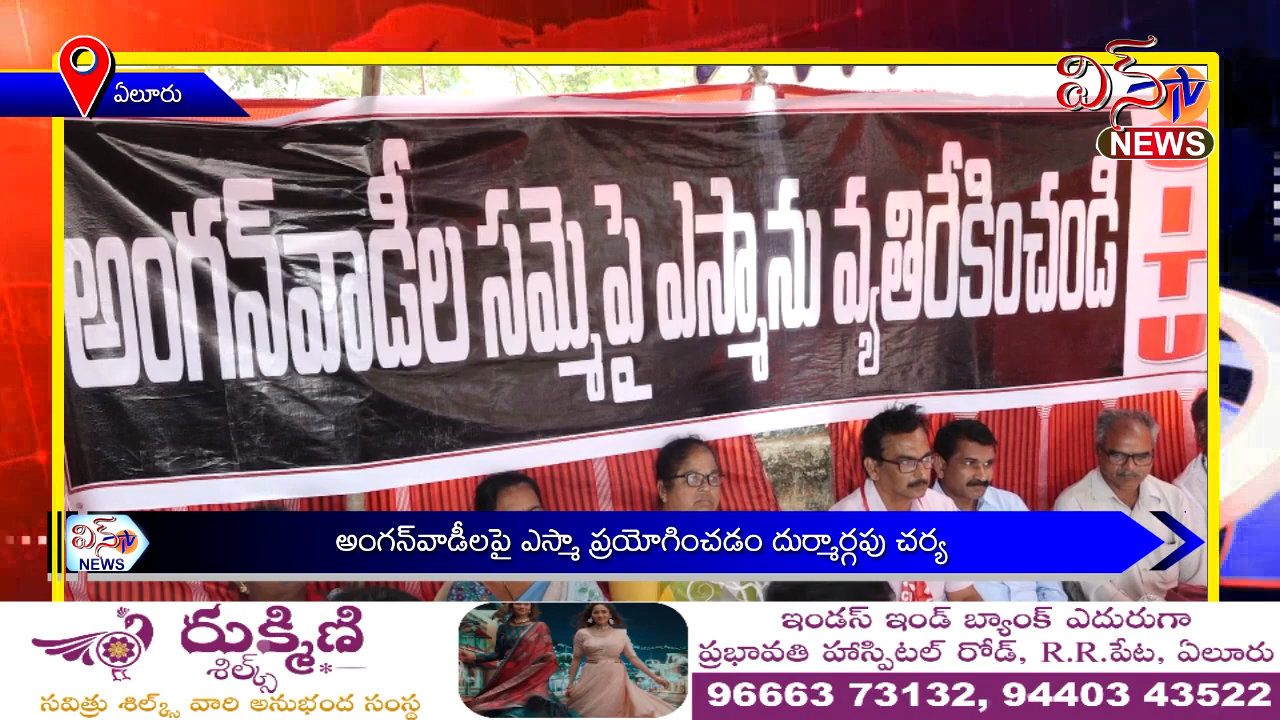 ఏలూరు
విన్ TV
NEWS
అంగన్‌వాడీల సమ్మెపై ఎస్మాను వ్యతిరేకించండి
విన్ TV
NEWS
అంగన్‌వాడీలపై ఎస్మా ప్రయోగించడం దుర్మార్గపు చర్య
రుక్మిణి
శిల్క్స్
సవిత్రు శిల్క్స్ వారి అనుభంద సంస్థ
ఇండస్ ఇండ్ బ్యాంక్ ఎదురుగా
ప్రభావతి హాస్పిటల్ రోడ్, R.R.పేట, ఏలూరు
96663 73132, 94403 43522